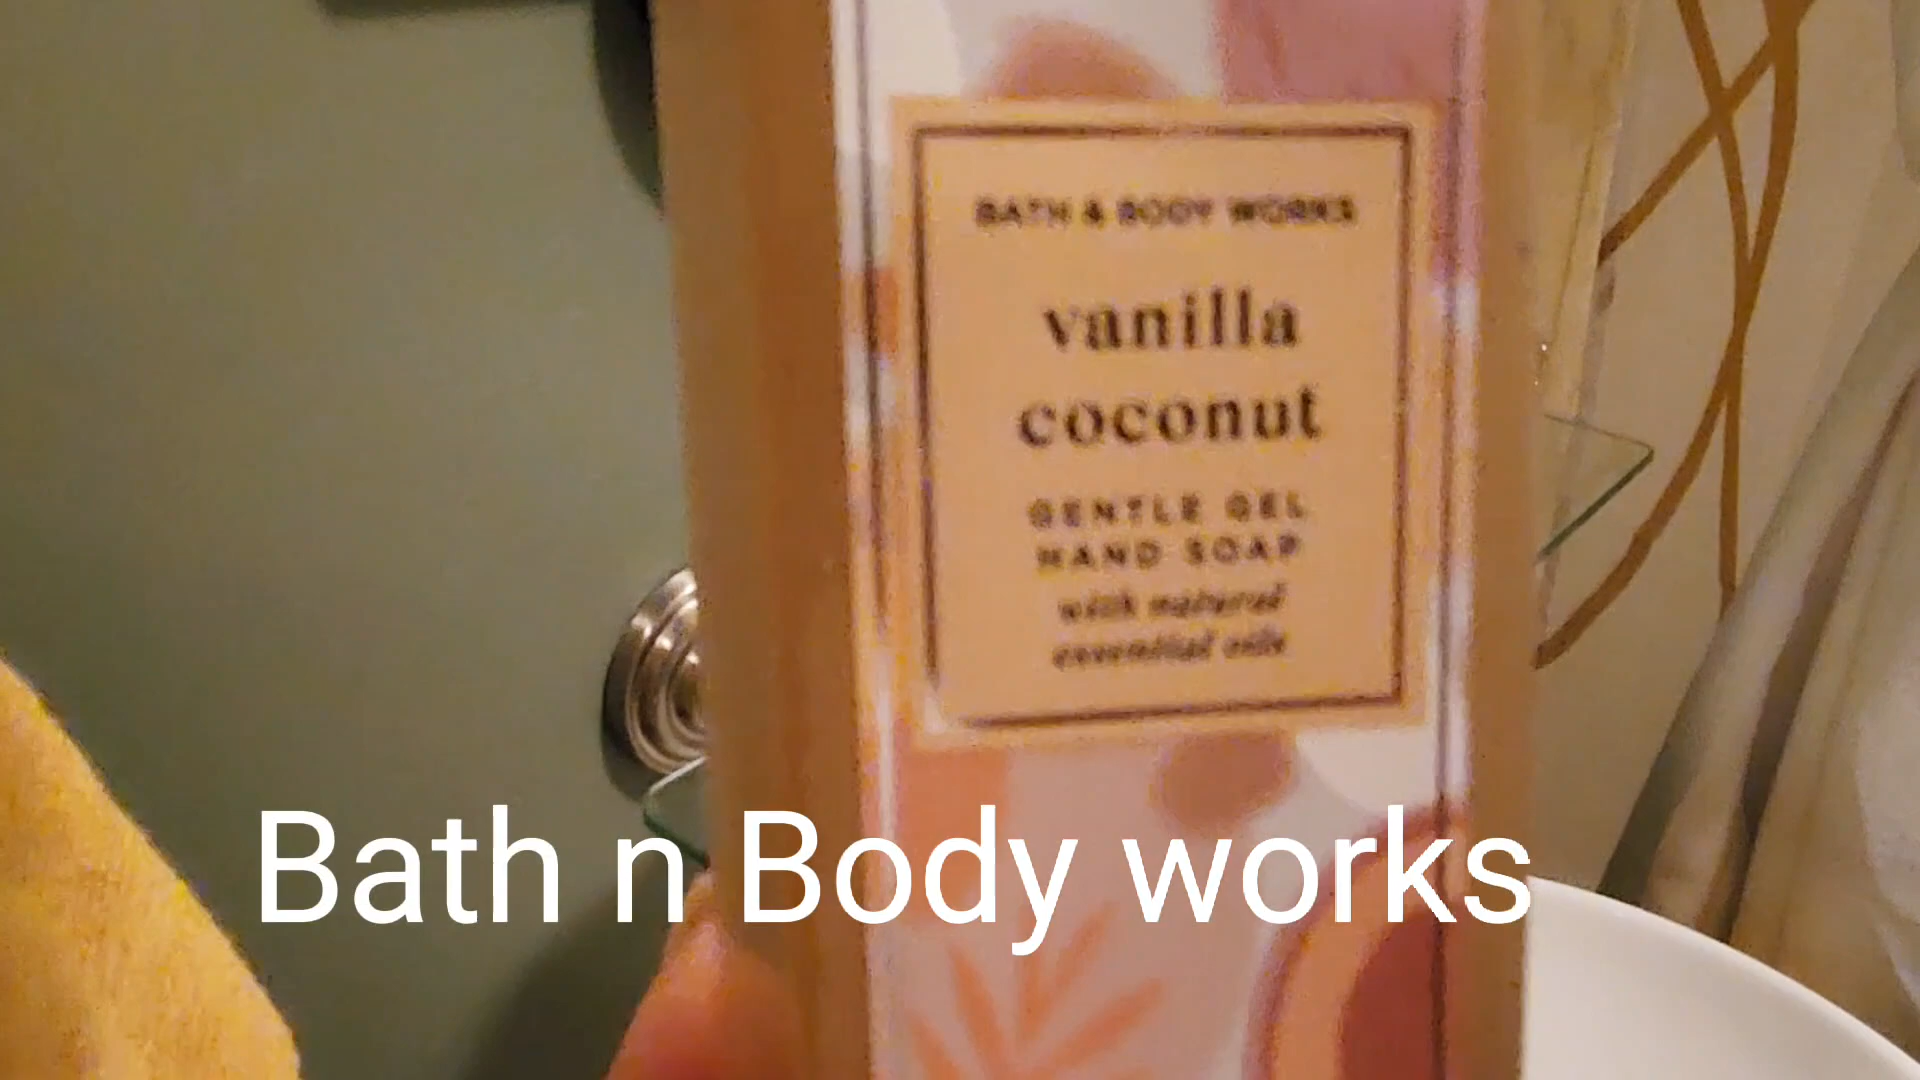 BATH & BODY WORKS
vanilla
coconut
GENTLE GEL
HAND SOAP
with natural
essential oils
Bath n Body works